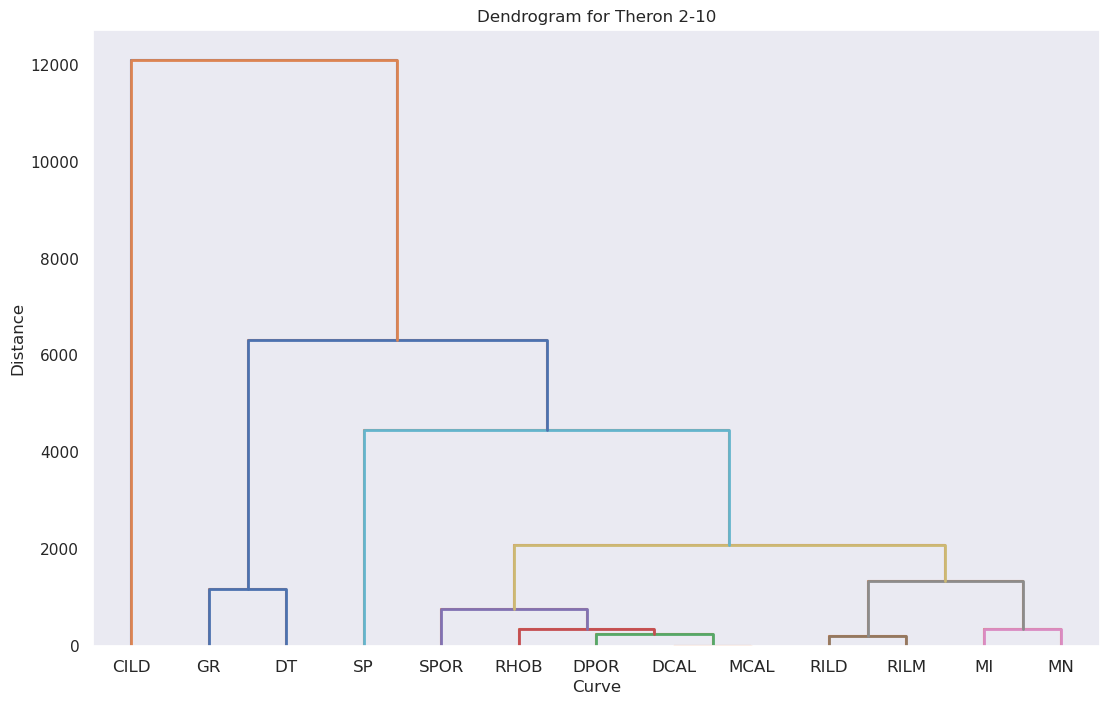 Dendrogram for Theron 2-10
12000
10000
8000
6000
4000
2000
0
Distance
CILD GR DT SP SPOR RHOB DPOR DCAL MCAL RILD RILM MI MN
Curve